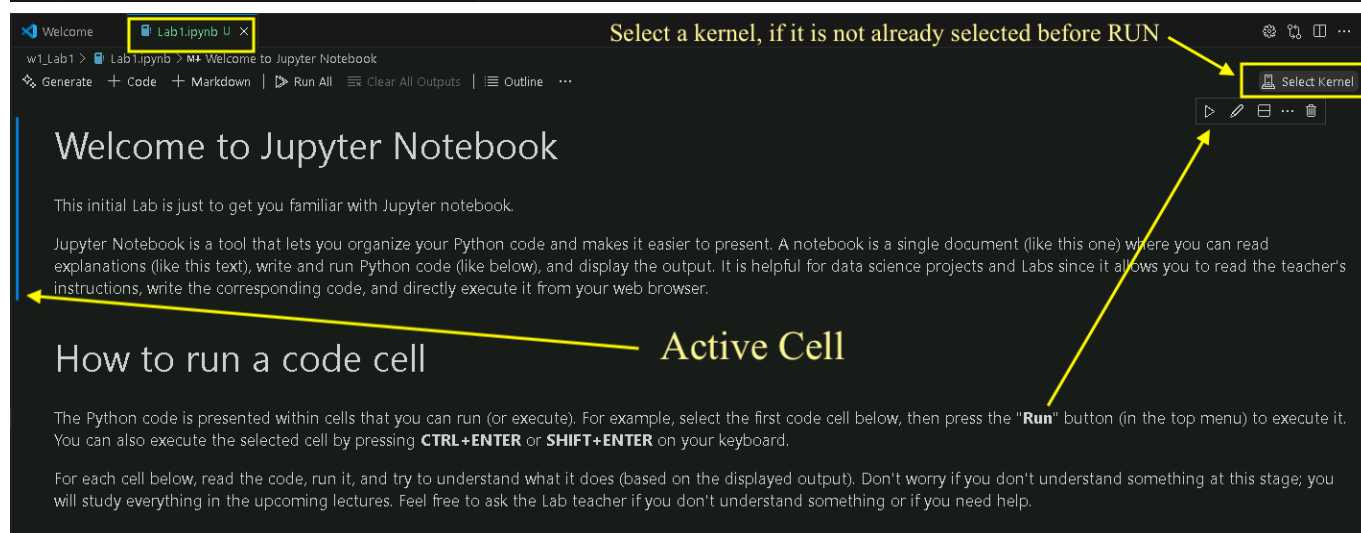 Welcome
Lab1.ipynb U ×
Select a kernel, if it is not already selected before RUN
w1_Lab1 > Lab1.ipynb > M↓ Welcome to Jupyter Notebook
Generate + Code + Markdown | Run All Clear All Outputs | Outline ...
Select Kernel
Welcome to Jupyter Notebook
This initial Lab is just to get you familiar with Jupyter notebook.
Jupyter Notebook is a tool that lets you organize your Python code and makes it easier to present. A notebook is a single document (like this one) where you can read
explanations (like this text), write and run Python code (like below), and display the output. It is helpful for data science projects and Labs since it allows you to read the teacher's
instructions, write the corresponding code, and directly execute it from your web browser.
Active Cell
How to run a code cell
The Python code is presented within cells that you can run (or execute). For example, select the first code cell below, then press the "Run" button (in the top menu) to execute it.
You can also execute the selected cell by pressing CTRL+ENTER or SHIFT+ENTER on your keyboard.
For each cell below, read the code, run it, and try to understand what it does (based on the displayed output). Don't worry if you don't understand something at this stage; you
will study everything in the upcoming lectures. Feel free to ask the Lab teacher if you don't understand something or if you need help.